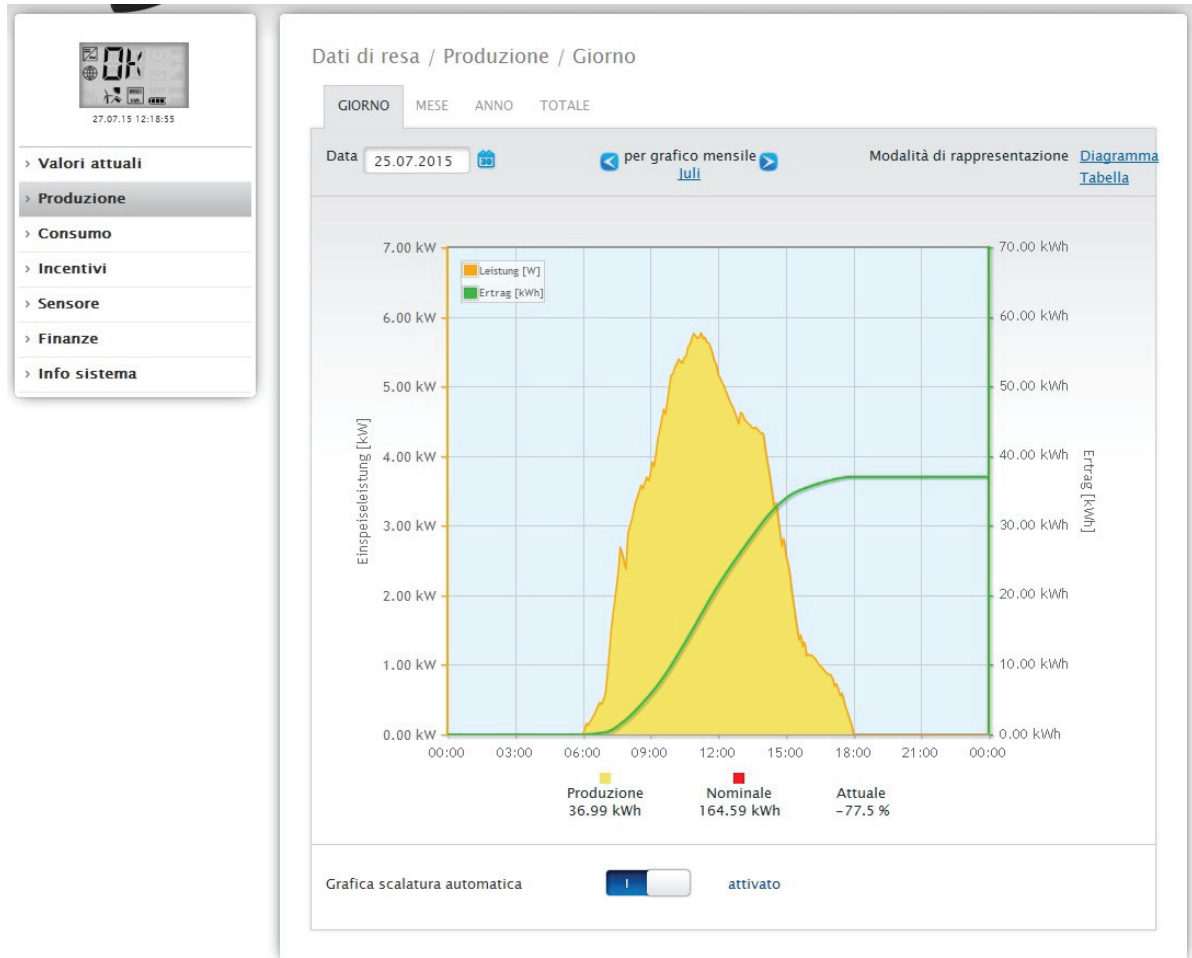 OK
27.07.15 12:18:55
Valori attuali
Produzione
Consumo
Incentivi
Sensore
Finanze
Info sistema
Dati di resa / Produzione / Giorno
GIORNO MESE ANNO TOTALE
Data 25.07.2015 30 per grafico mensile Modalità di rappresentazione Diagramma
Juli Tabella
7.00 kW 70.00 kWh
Leistung [W]
Ertrag [kWh]
6.00 kW 60.00 kWh
5.00 kW 50.00 kWh
4.00 kW 40.00 kWh
Einspeiseleistung [kW]
Ertrag [kWh]
3.00 kW 30.00 kWh
2.00 kW 20.00 kWh
1.00 kW 10.00 kWh
0.00 kW 0.00 kWh
00:00 03:00 06:00 09:00 12:00 15:00 18:00 21:00 00:00
Produzione Nominale Attuale
36.99 kWh 164.59 kWh -77.5 %
Grafica scalatura automatica I attivato